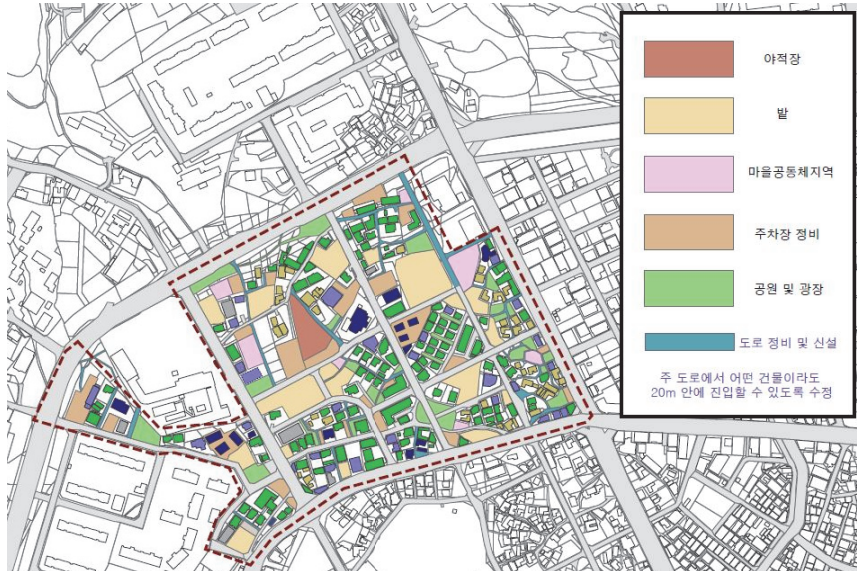 야적장
밭
마을공동체지역
주차장 정비
공원 및 광장
도로 정비 및 신설
주 도로에서 어떤 건물이라도
20m 안에 진입할 수 있도록 수정